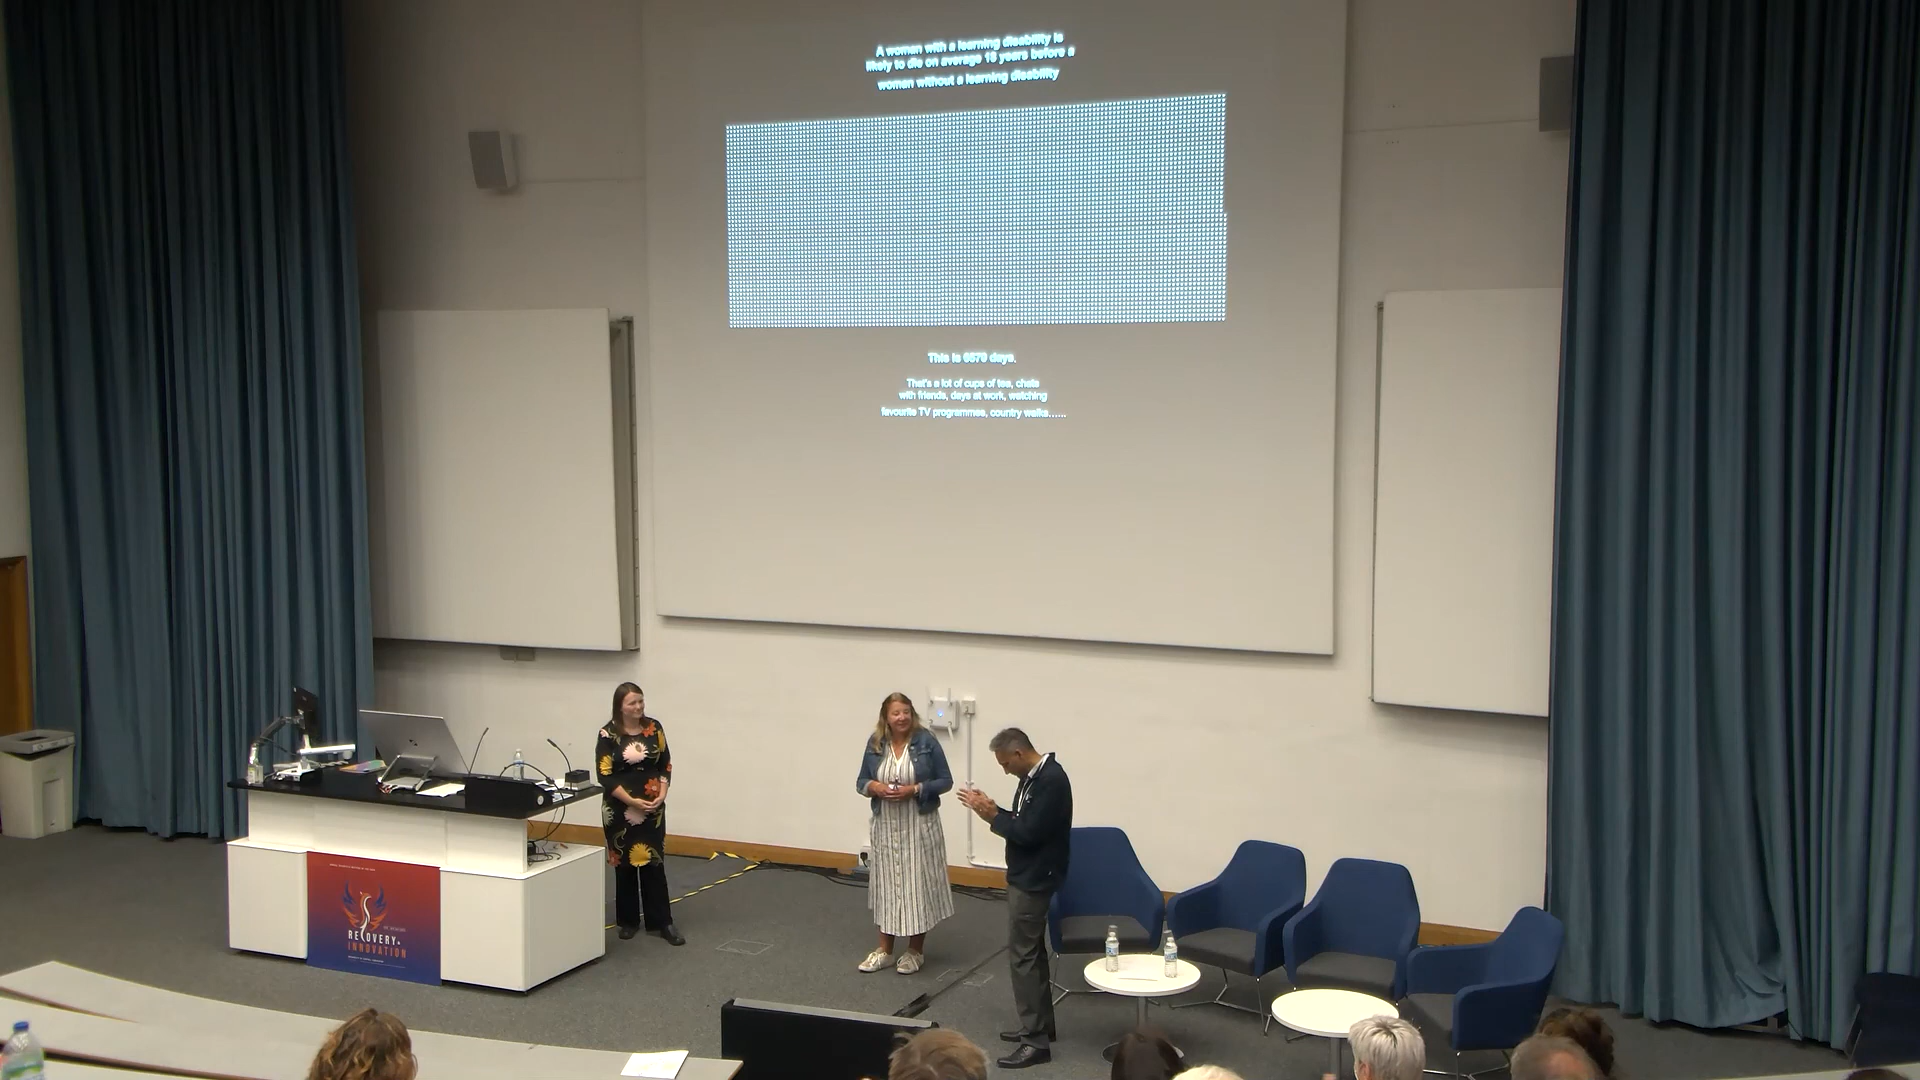 A woman with a learning disability is
likely to die on average 18 years before a
woman without a learning disability
This is 6570 days.
That's a lot of cups of tea, chats
with friends, days at work, watching
favourite TV programmes, country walks......
RECOVERY &
INNOVATION